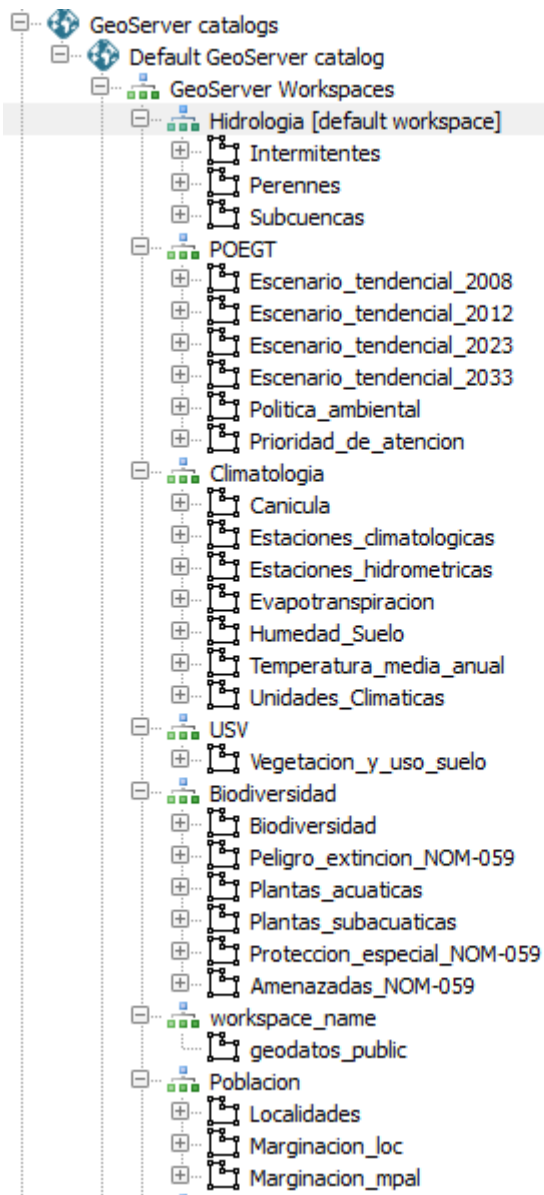 GeoServer catalogs
Default GeoServer catalog
GeoServer Workspaces
Hidrologia [default workspace]
Intermitentes
Perennes
Subcuencas
POEGT
Escenario_tendencial_2008
Escenario_tendencial_2012
Escenario_tendencial_2023
Escenario_tendencial_2033
Politica_ambiental
Prioridad_de_atencion
Climatologia
Canicula
Estaciones_climatologicas
Estaciones_hidrometricas
Evapotranspiracion
Humedad_Suelo
Temperatura_media_anual
Unidades_Climaticas
USV
Vegetacion_y_uso_suelo
Biodiversidad
Biodiversidad
Peligro_extincion_NOM-059
Plantas_acuaticas
Plantas_subacuaticas
Proteccion_especial_NOM-059
Amenazadas_NOM-059
workspace_name
geodatos_public
Poblacion
Localidades
Marginacion_loc
Marginacion_mpal